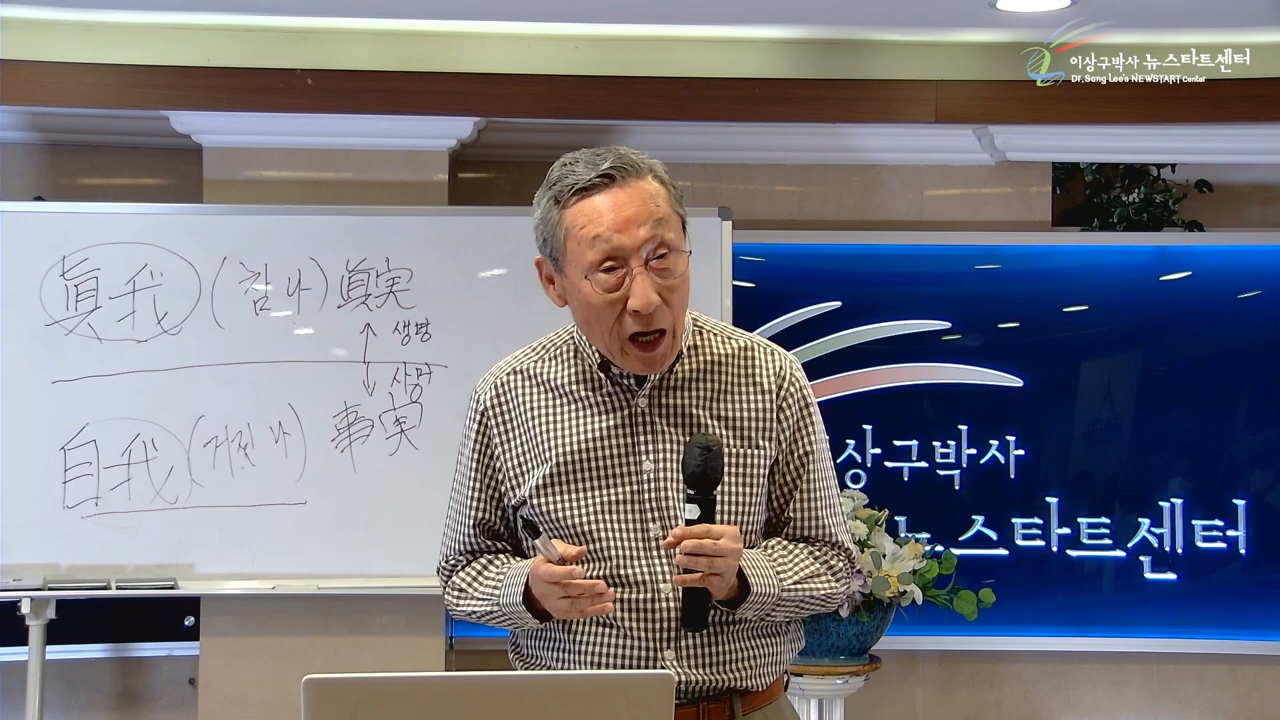 이상구박사 뉴스타트센터
Dr. Sang Lee's NEWSTART Center
眞我 (참나) 眞実
생명
사망
自我 (거짓나) 事実
상구박사
뉴스타트센터